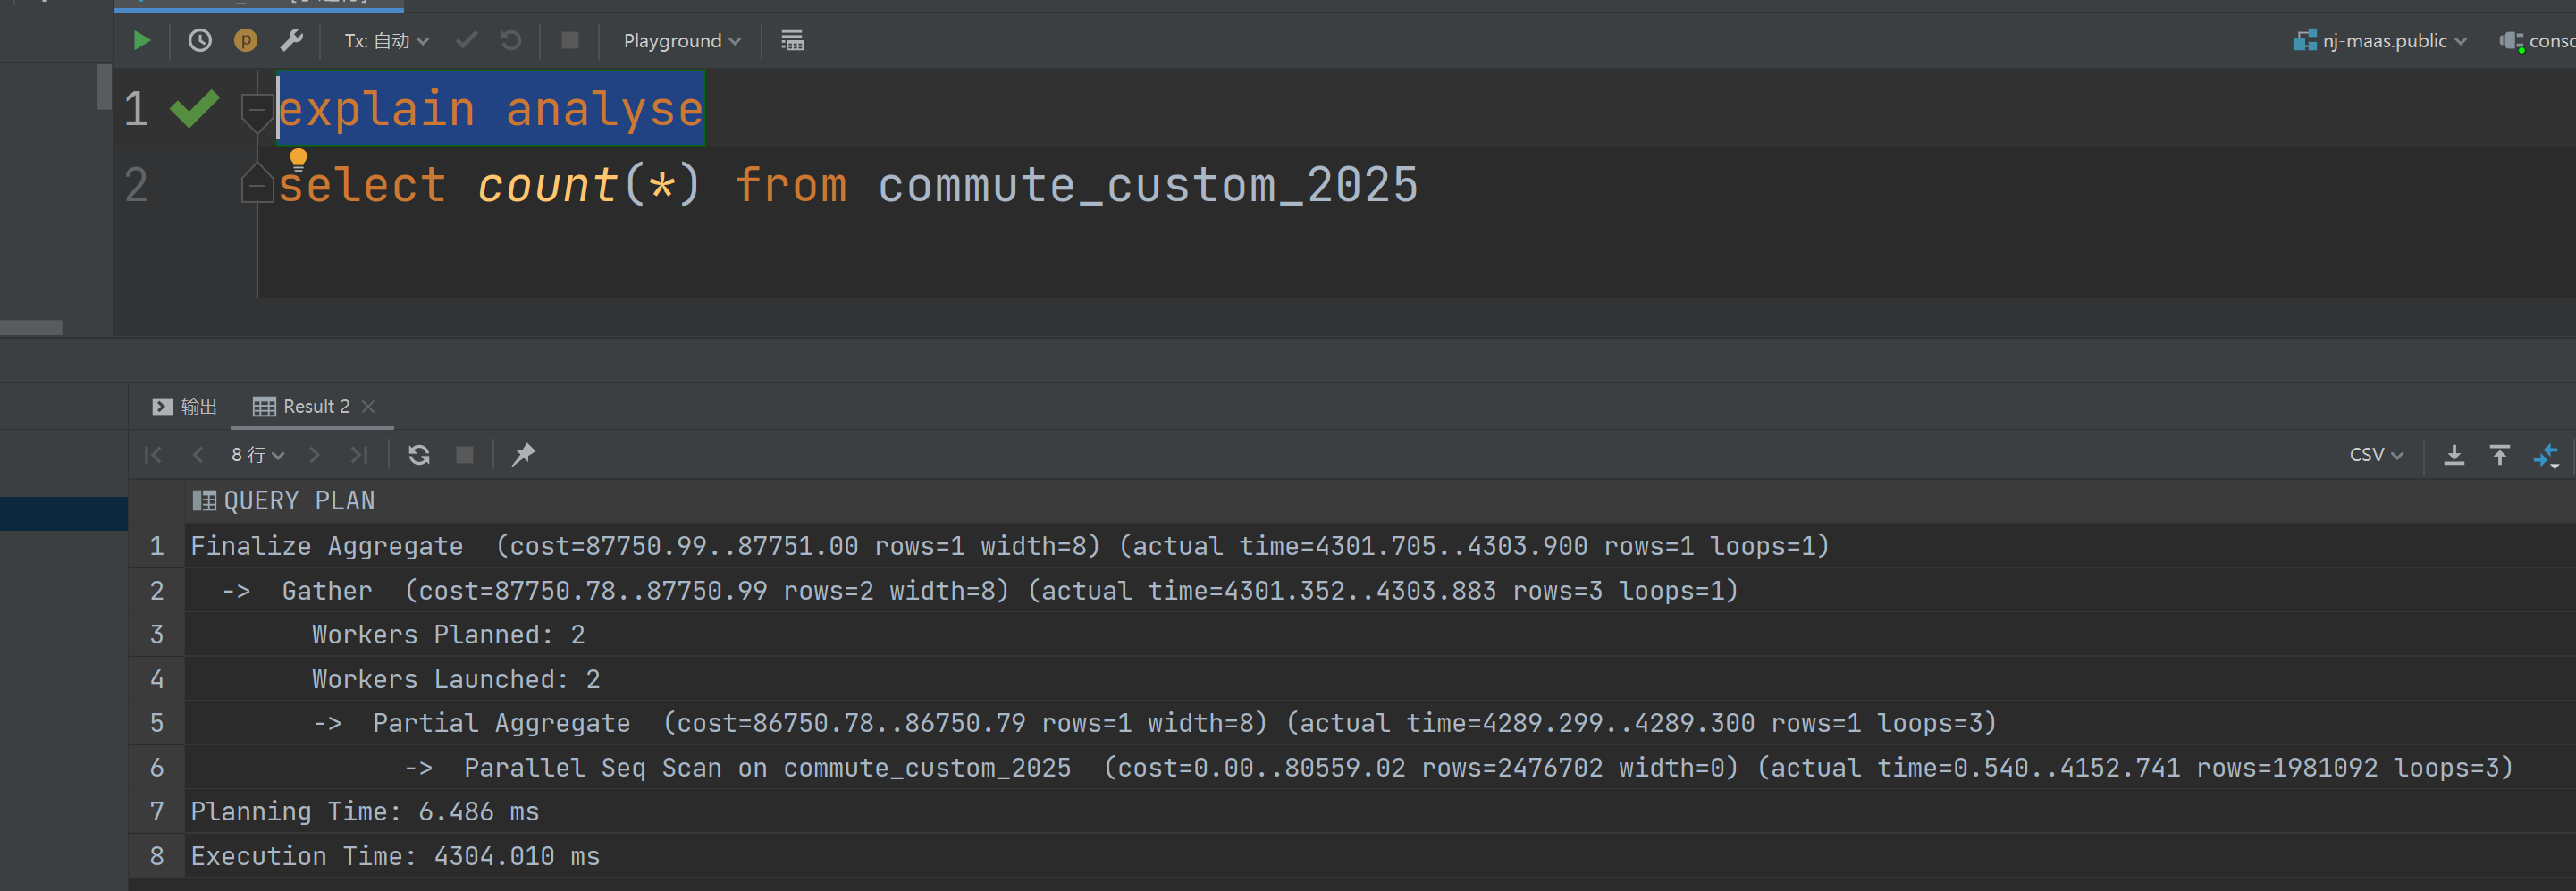 Tx: 自动 Playground nj-maas.public
1 explain analyse
2 select count(*) from commute_custom_2025
输出 Result 2
8 行 CSV
QUERY PLAN
1 Finalize Aggregate (cost=87750.99..87751.00 rows=1 width=8) (actual time=4301.705..4303.900 rows=1 loops=1)
2 -> Gather (cost=87750.78..87750.99 rows=2 width=8) (actual time=4301.352..4303.883 rows=3 loops=1)
3 Workers Planned: 2
4 Workers Launched: 2
5 -> Partial Aggregate (cost=86750.78..86750.79 rows=1 width=8) (actual time=4289.299..4289.300 rows=1 loops=3)
6 -> Parallel Seq Scan on commute_custom_2025 (cost=0.00..80559.02 rows=2476702 width=0) (actual time=0.540..4152.741 rows=1981092 loops=3)
7 Planning Time: 6.486 ms
8 Execution Time: 4304.010 ms